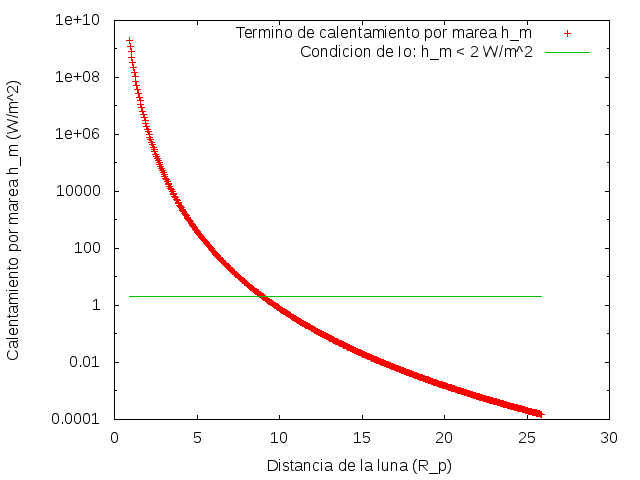 1e+10
1e+08
1e+06
10000
100
1
0.01
0.0001
0
5
10
15
20
25
30
Calentamiento por marea h_m (W/m^2)
Distancia de la luna (R_p)
Termino de calentamiento por marea h_m
Condicion de Io: h_m < 2 W/m^2